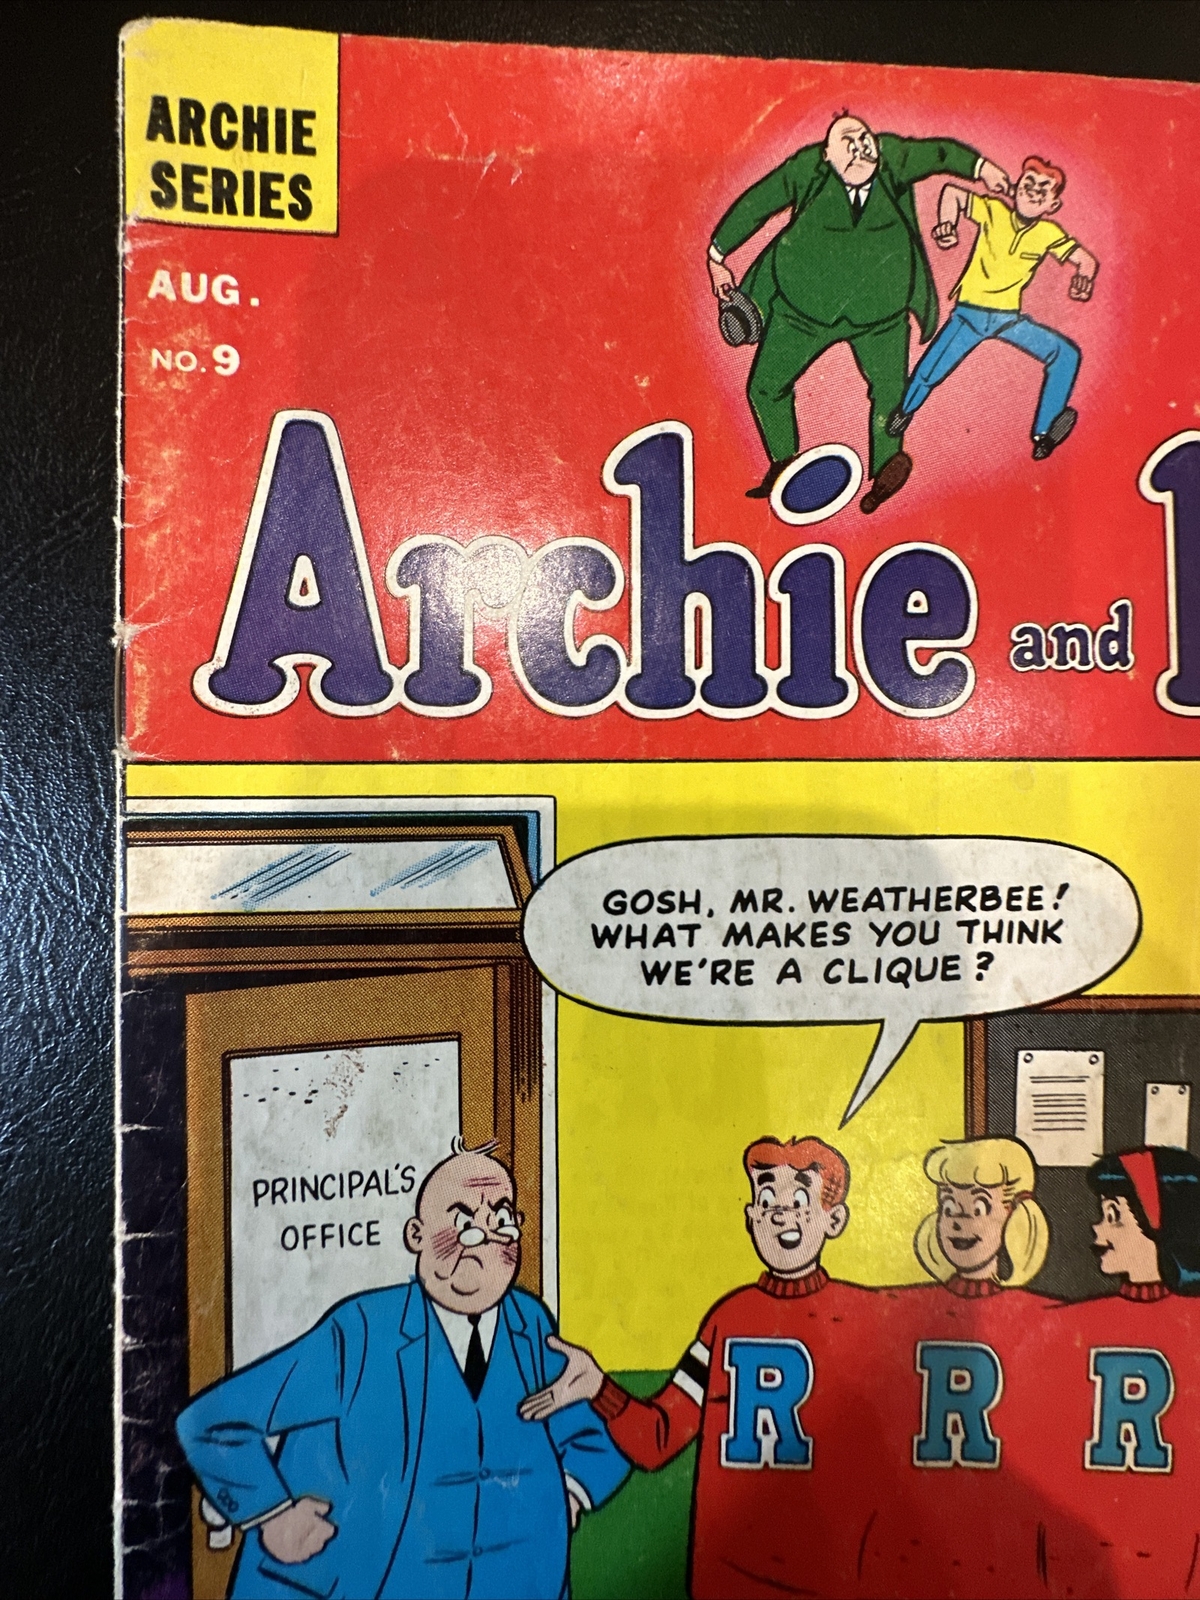 ARCHIE
SERIES
AUG.
NO. 9
Archie and
GOSH, MR. WEATHERBEE!
WHAT MAKES YOU THINK
WE'RE A CLIQUE?
PRINCIPAL'S
OFFICE
R R R